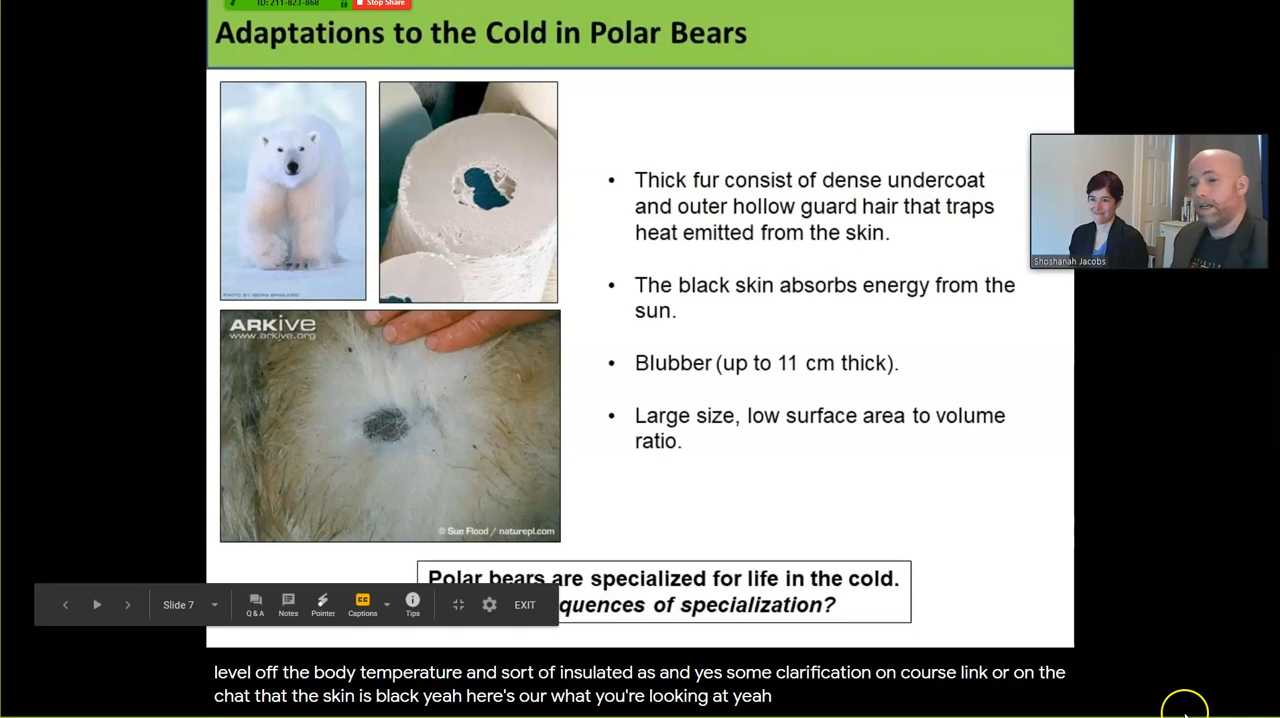 ID: 211-823-868
Stop Share
Adaptations to the Cold in Polar Bears
ARKive
www.arkive.org
© Sue Flood / naturepl.com
• Thick fur consist of dense undercoat
and outer hollow guard hair that traps
heat emitted from the skin.
• The black skin absorbs energy from the
sun.
• Blubber (up to 11 cm thick).
• Large size, low surface area to volume
ratio.
Shoshanah Jacobs
Polar bears are specialized for life in the cold.
quences of specialization?
Slide 7
Q & A
Notes
Pointer
Captions
Tips
EXIT
level off the body temperature and sort of insulated as and yes some clarification on course link or on the
chat that the skin is black yeah here's our what you're looking at yeah